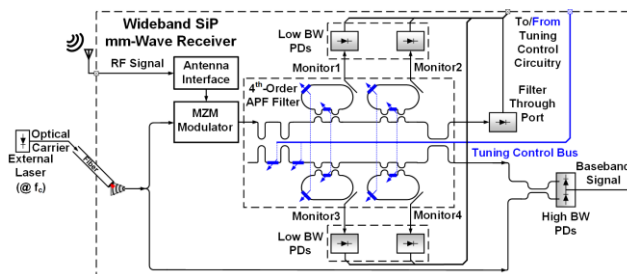 Wideband SiP
mm-Wave Receiver
Low BW
PDs
To/From
Tuning
Control
Circuitry
RF Signal
Antenna
Interface
Monitor1
Monitor2
4th-Order
APF Filter
MZM
Modulator
Filter
Through
Port
Optical
Carrier
External
Laser
(@ fc)
Fiber
Tuning Control Bus
Baseband
Signal
Monitor3
Monitor4
High BW
PDs
Low BW
PDs